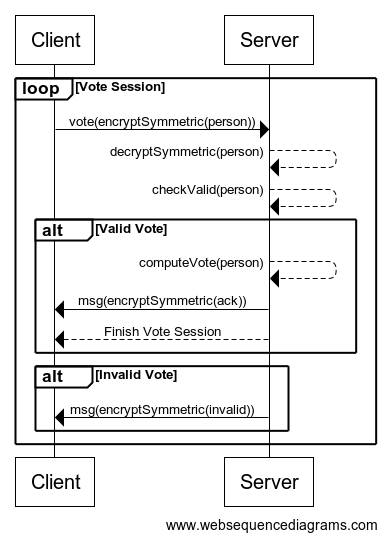 Client Server
loop [Vote Session]
vote(encryptSymmetric(person))
decryptSymmetric(person)
checkValid(person)
alt [Valid Vote]
computeVote(person)
msg(encryptSymmetric(ack))
Finish Vote Session
alt [Invalid Vote]
msg(encryptSymmetric(invalid))
Client Server
www.websequencediagrams.com